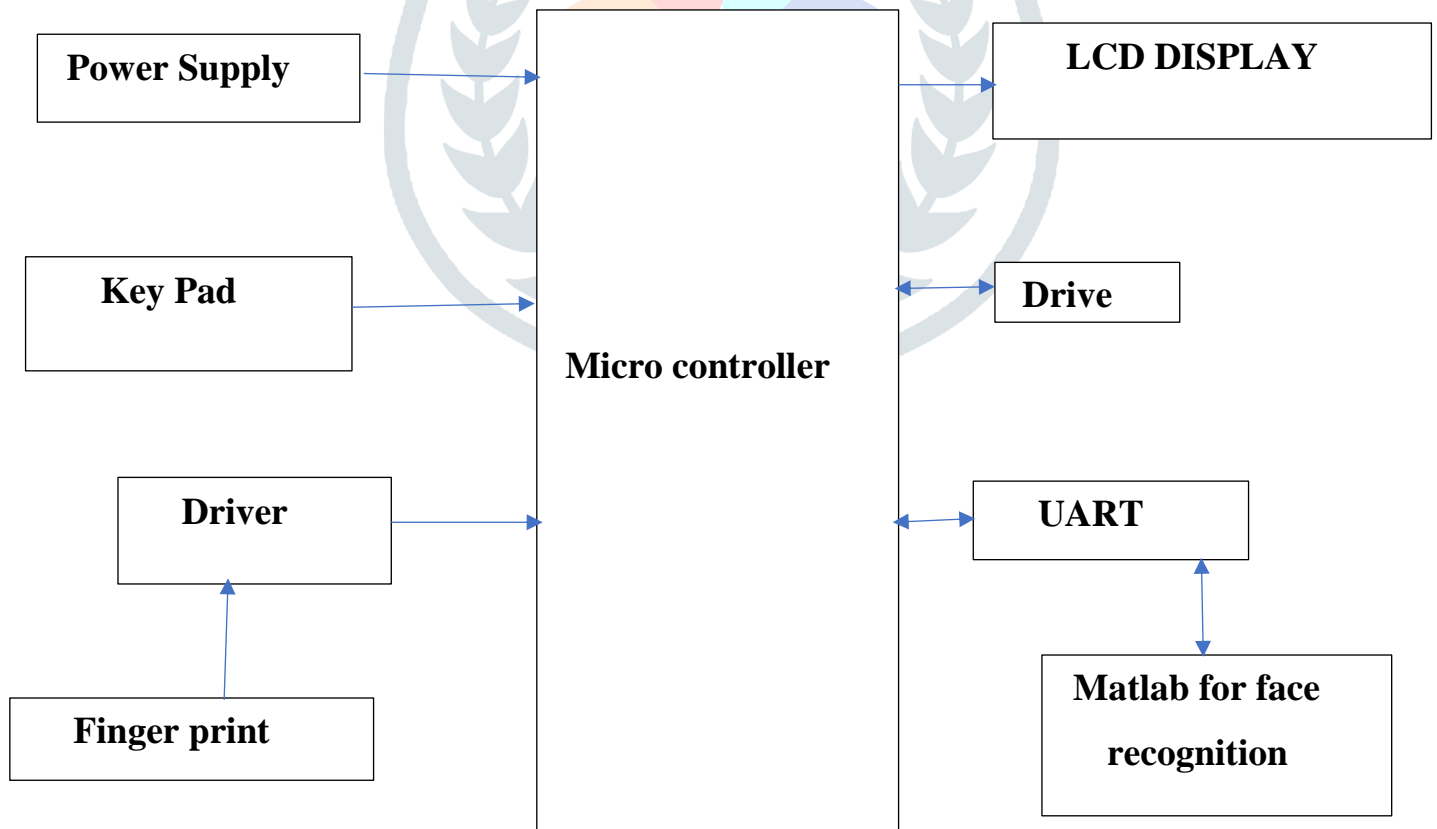 Power Supply
LCD DISPLAY
Key Pad
Drive
Micro controller
Driver
UART
Finger print
Matlab for face
recognition